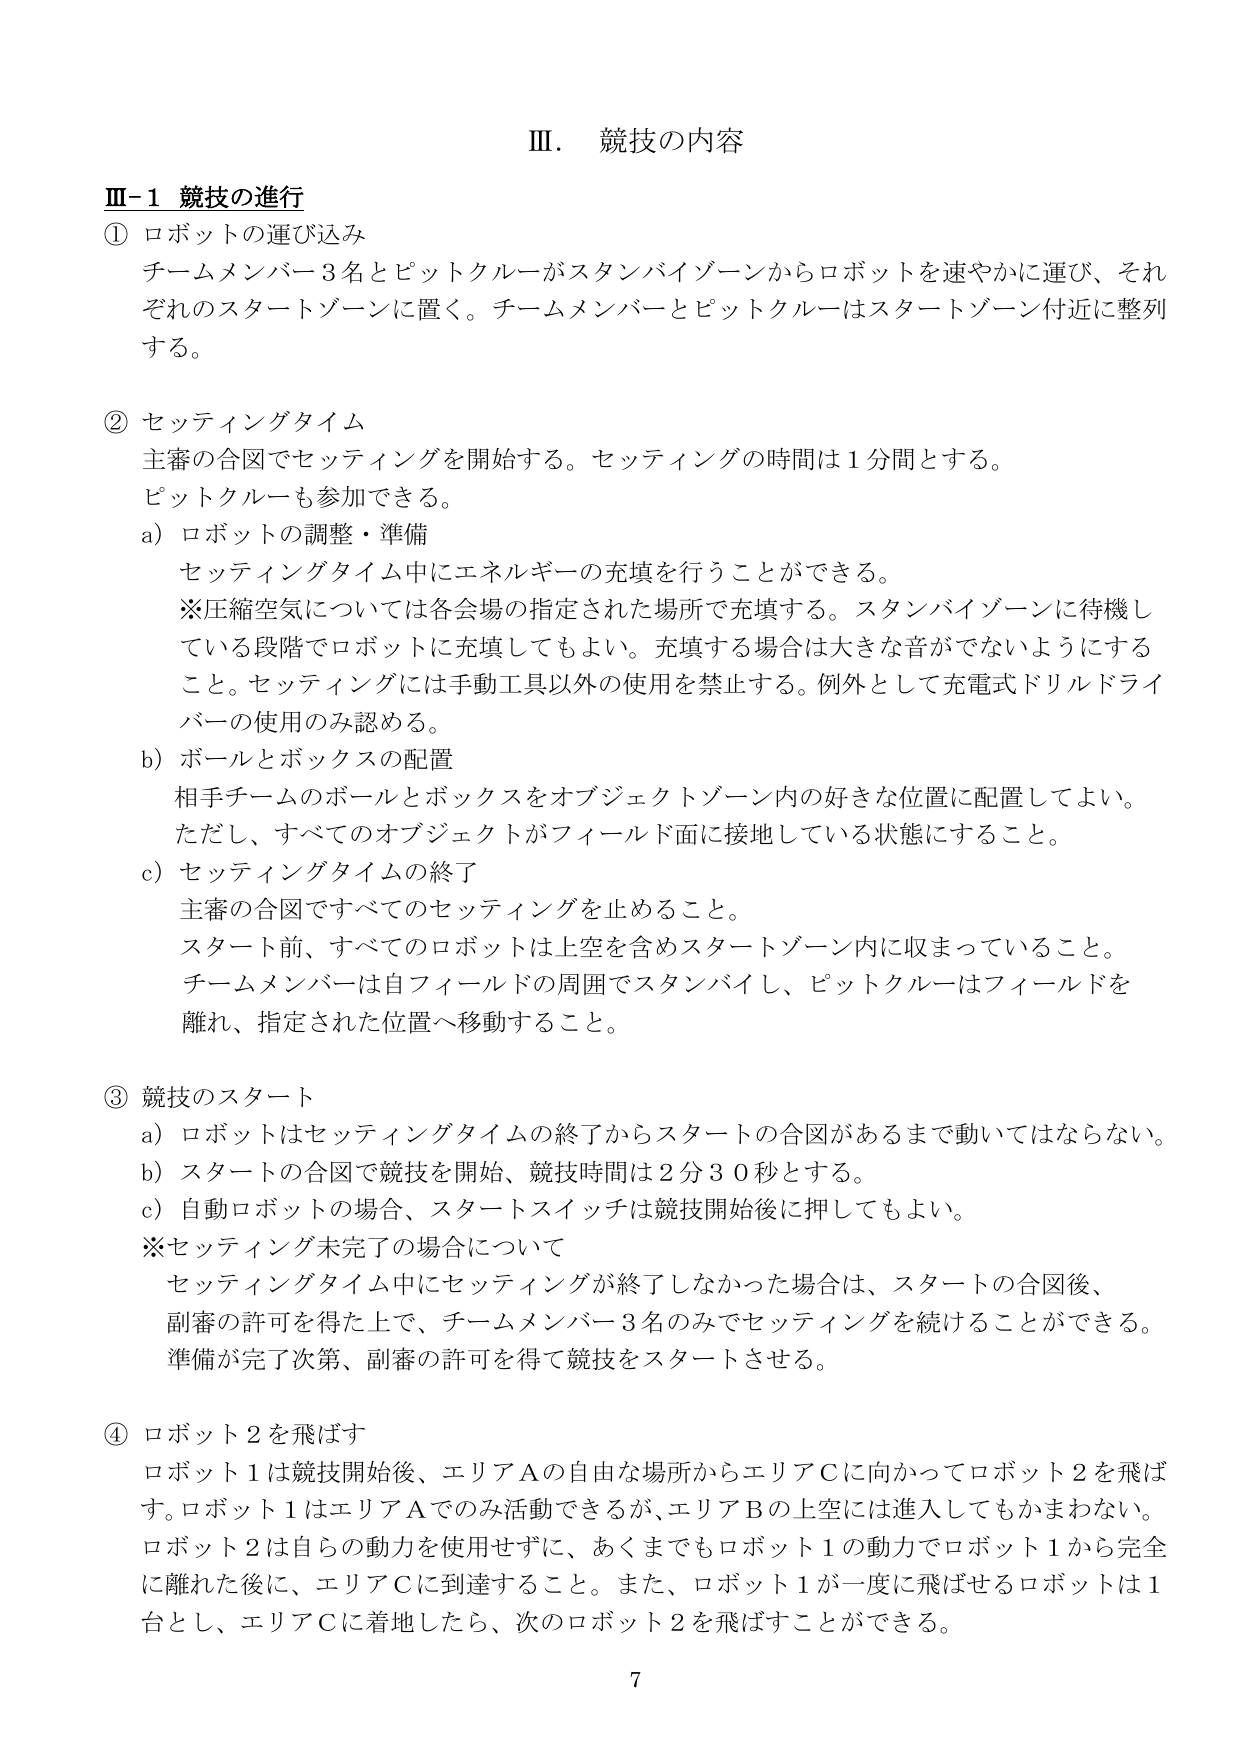 Ⅲ． 競技の内容
Ⅲ−１ 競技の進行
① ロボットの運び込み
チームメンバー３名とピットクルーがスタンバイゾーンからロボットを速やかに運び、それ
ぞれのスタートゾーンに置く。チームメンバーとピットクルーはスタートゾーン付近に整列
する。
② セッティングタイム
主審の合図でセッティングを開始する。セッティングの時間は１分間とする。
ピットクルーも参加できる。
a）ロボットの調整・準備
セッティングタイム中にエネルギーの充填を行うことができる。
※圧縮空気については各会場の指定された場所で充填する。スタンバイゾーンに待機し
ている段階でロボットに充填してもよい。充填する場合は大きな音がでないようにする
こと。セッティングには手動工具以外の使用を禁止する。例外として充電式ドリルドライ
バーの使用のみ認める。
b）ボールとボックスの配置
相手チームのボールとボックスをオブジェクトゾーン内の好きな位置に配置してよい。
ただし、すべてのオブジェクトがフィールド面に接地している状態にすること。
c）セッティングタイムの終了
主審の合図ですべてのセッティングを止めること。
スタート前、すべてのロボットは上空を含めスタートゾーン内に収まっていること。
チームメンバーは自フィールドの周囲でスタンバイし、ピットクルーはフィールドを
離れ、指定された位置へ移動すること。
③ 競技のスタート
a）ロボットはセッティングタイムの終了からスタートの合図があるまで動いてはならない。
b）スタートの合図で競技を開始、競技時間は２分３０秒とする。
c）自動ロボットの場合、スタートスイッチは競技開始後に押してもよい。
※セッティング未完了の場合について
セッティングタイム中にセッティングが終了しなかった場合は、スタートの合図後、
副審の許可を得た上で、チームメンバー３名のみでセッティングを続けることができる。
準備が完了次第、副審の許可を得て競技をスタートさせる。
④ ロボット２を飛ばす
ロボット１は競技開始後、エリアＡの自由な場所からエリアＣに向かってロボット２を飛ば
す。ロボット１はエリアＡでのみ活動できるが、エリアＢの上空には進入してもかまわない。
ロボット２は自らの動力を使用せずに、あくまでもロボット１の動力でロボット１から完全
に離れた後に、エリアＣに到達すること。また、ロボット１が一度に飛ばせるロボットは１
台とし、エリアＣに着地したら、次のロボット２を飛ばすことができる。
7